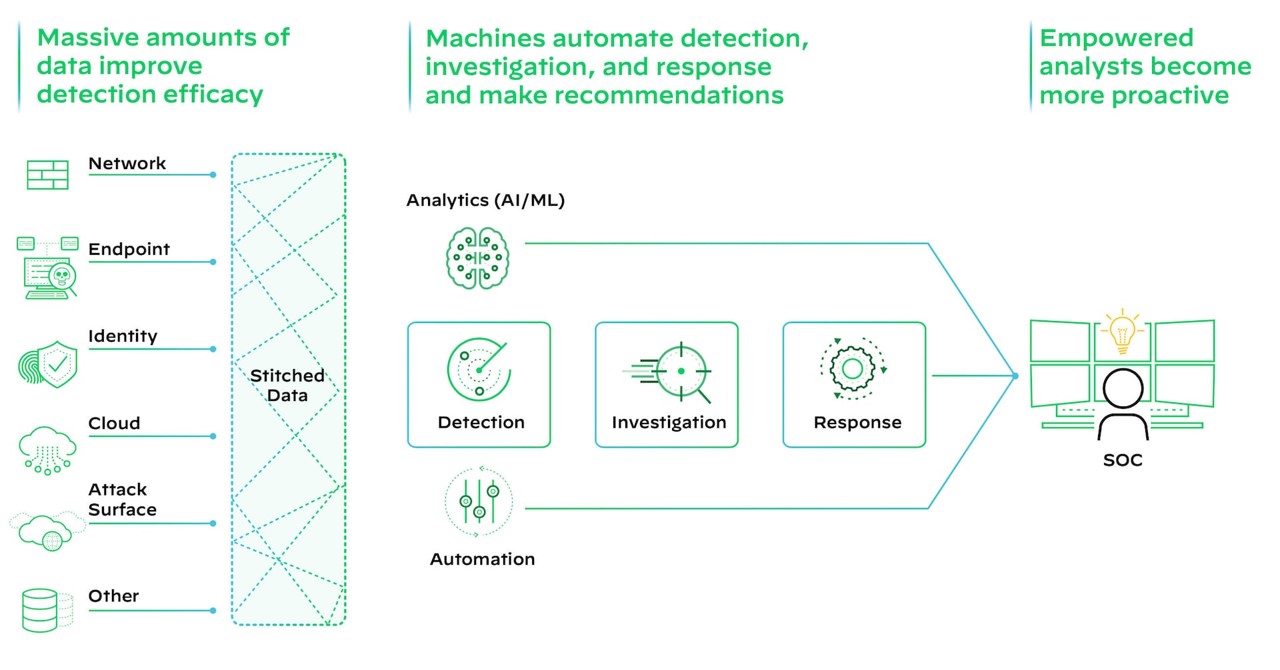 Massive amounts of
data improve
detection efficacy
Machines automate detection,
investigation, and response
and make recommendations
Empowered
analysts become
more proactive
Network
Endpoint
Identity
Cloud
Attack
Surface
Other
Stitched
Data
Analytics (AI/ML)
Detection
Investigation
Response
Automation
SOC